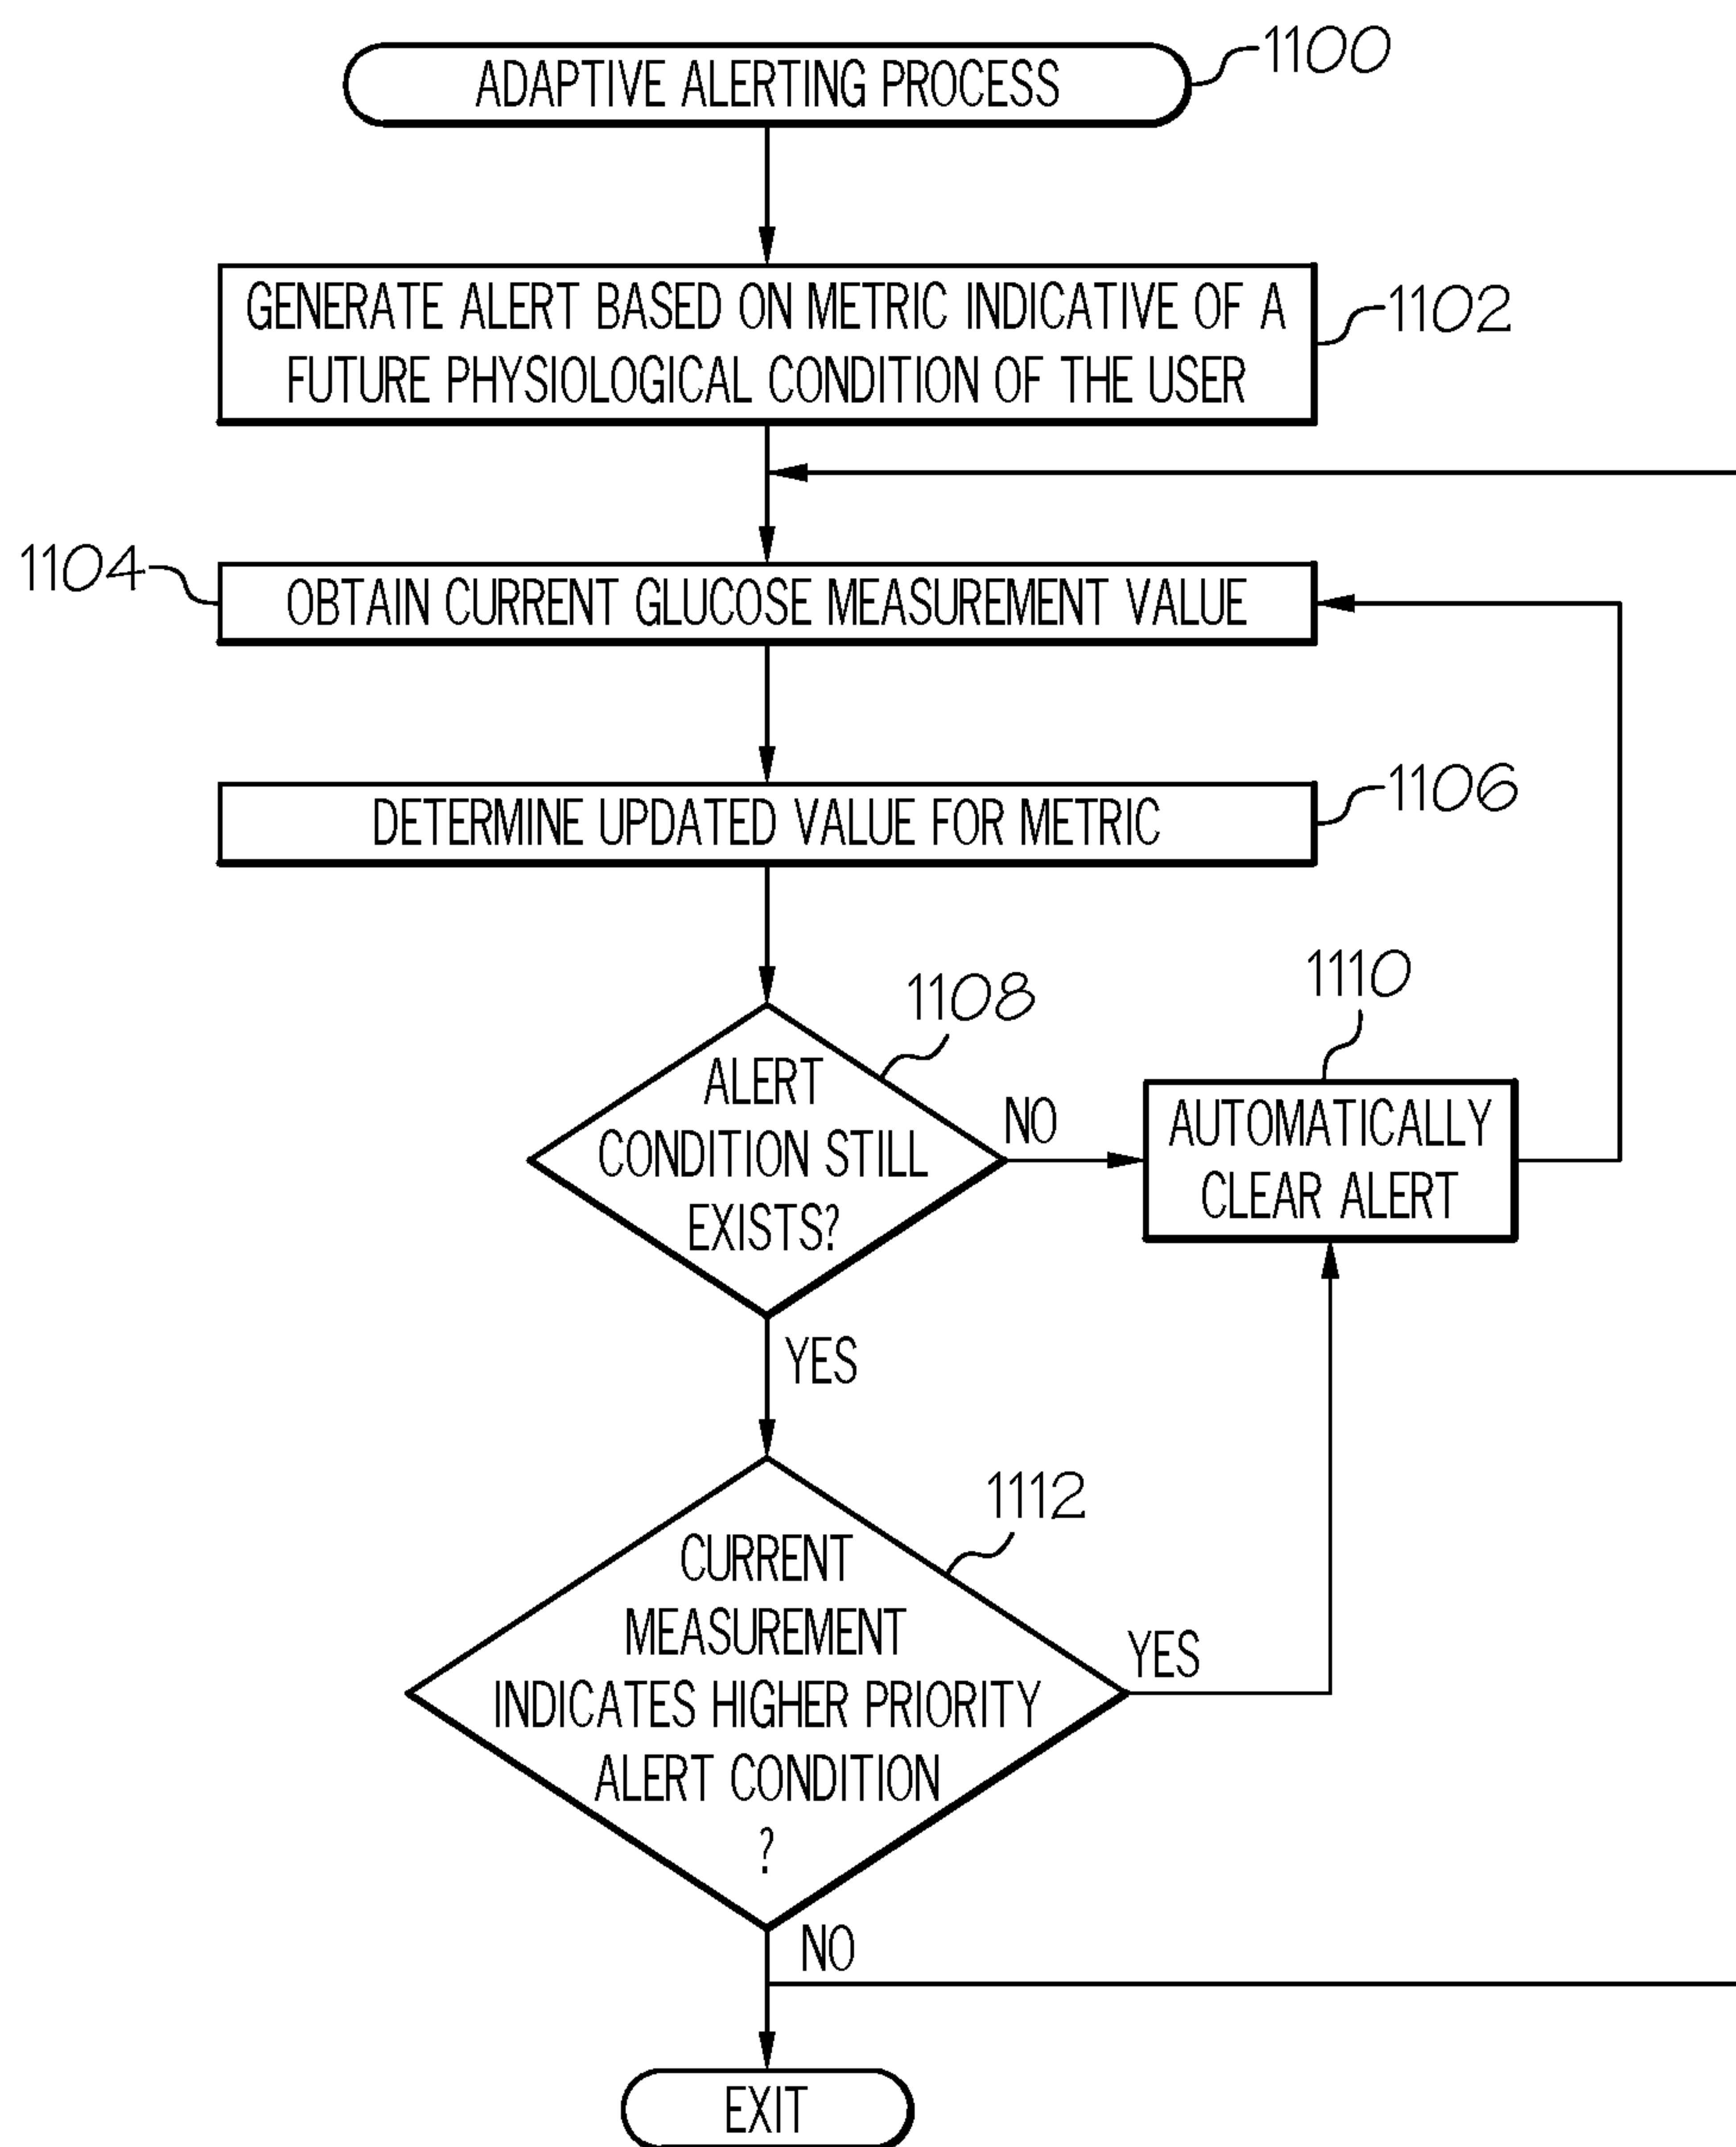 ADAPTIVE ALERTING PROCESS
1100
GENERATE ALERT BASED ON METRIC INDICATIVE OF A
FUTURE PHYSIOLOGICAL CONDITION OF THE USER
1102
1104
OBTAIN CURRENT GLUCOSE MEASUREMENT VALUE
DETERMINE UPDATED VALUE FOR METRIC
1106
1108
ALERT
CONDITION STILL
EXISTS?
NO
1110
AUTOMATICALLY
CLEAR ALERT
YES
1112
CURRENT
MEASUREMENT
INDICATES HIGHER PRIORITY
ALERT CONDITION
?
YES
NO
EXIT